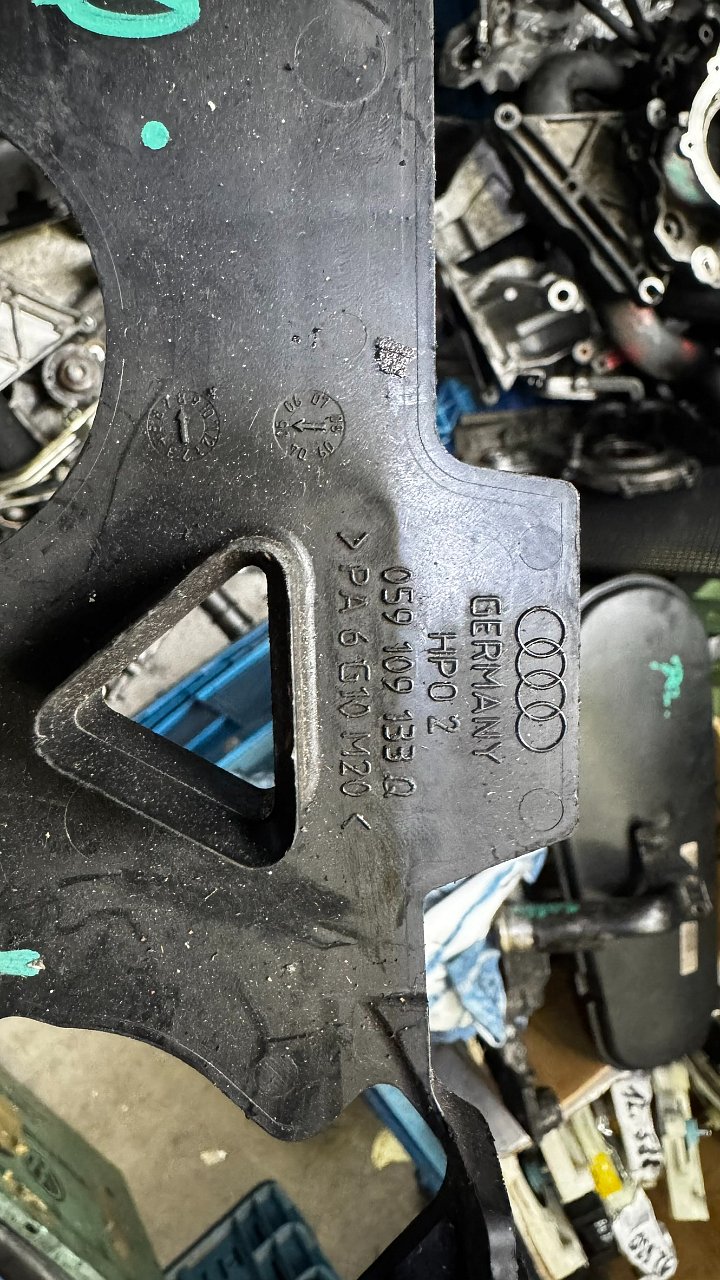 GERMANY
HPO 2
059 109 133 Q
>PA 6 G10 M20<